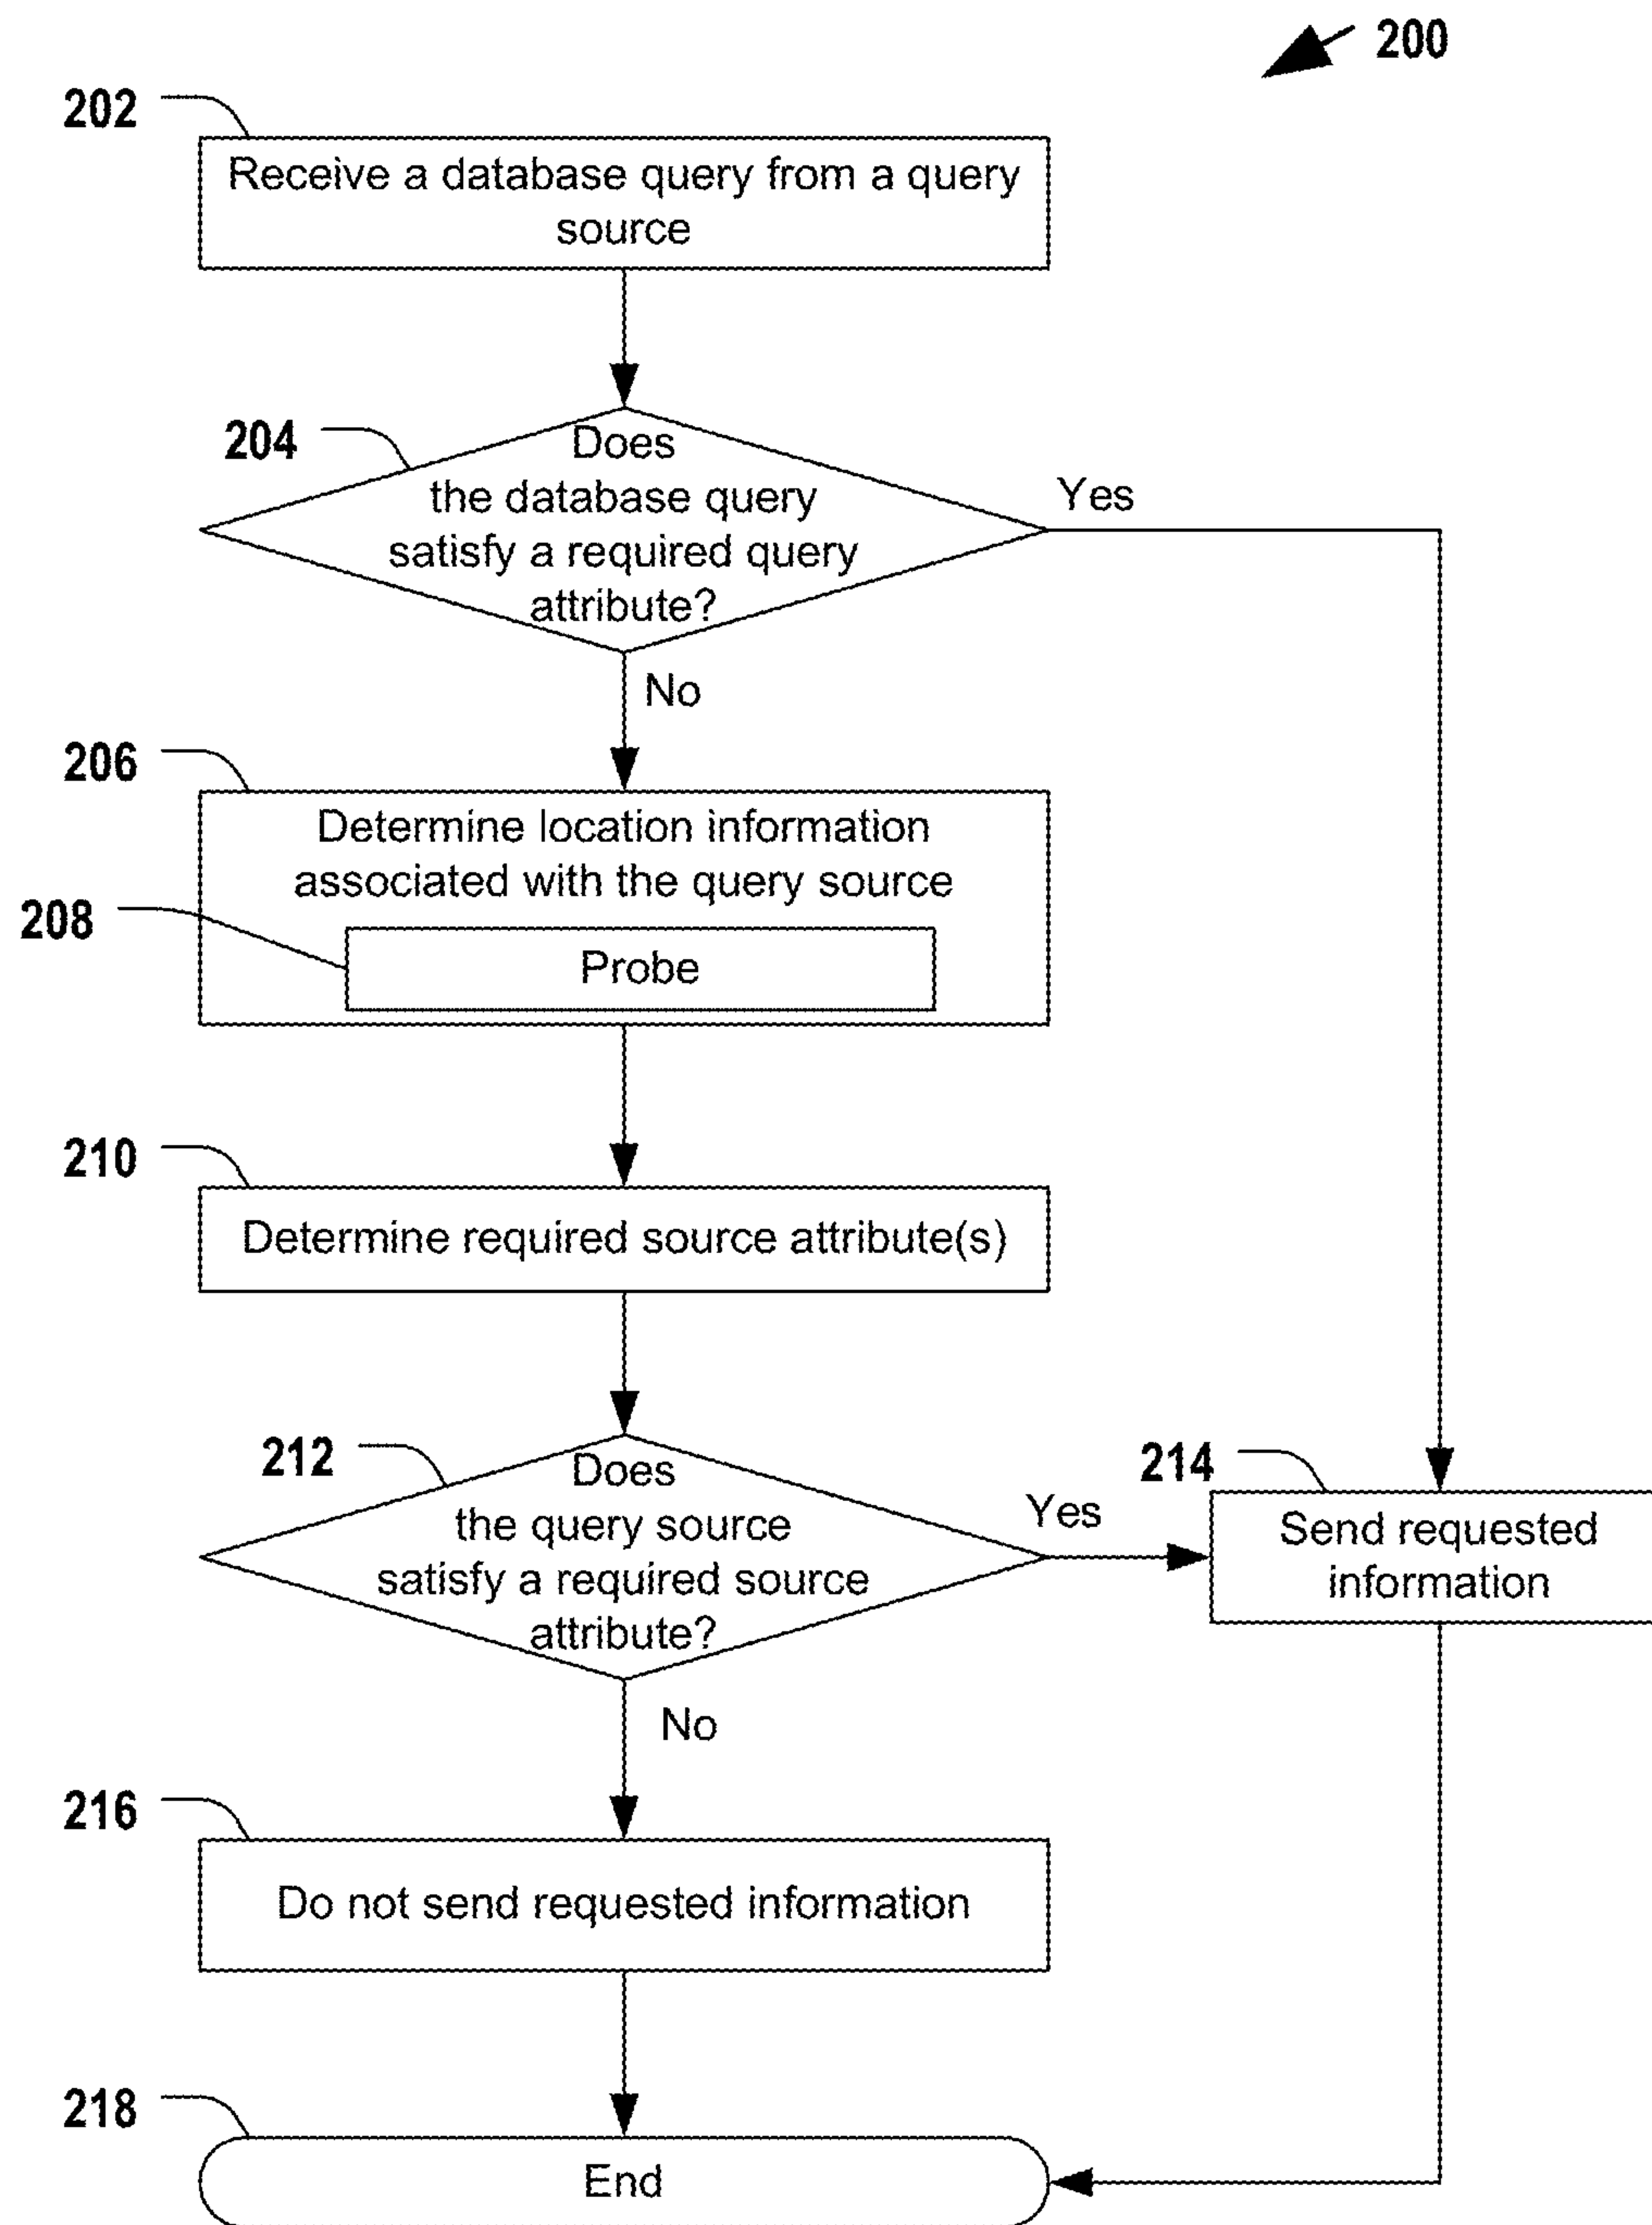 200
202
Receive a database query from a query
source
204
Does
the database query
satisfy a required query
attribute?
Yes
No
206
Determine location information
associated with the query source
208
Probe
210
Determine required source attribute(s)
212
Does
the query source
satisfy a required source
attribute?
Yes
214
Send requested
information
No
216
Do not send requested information
218
End